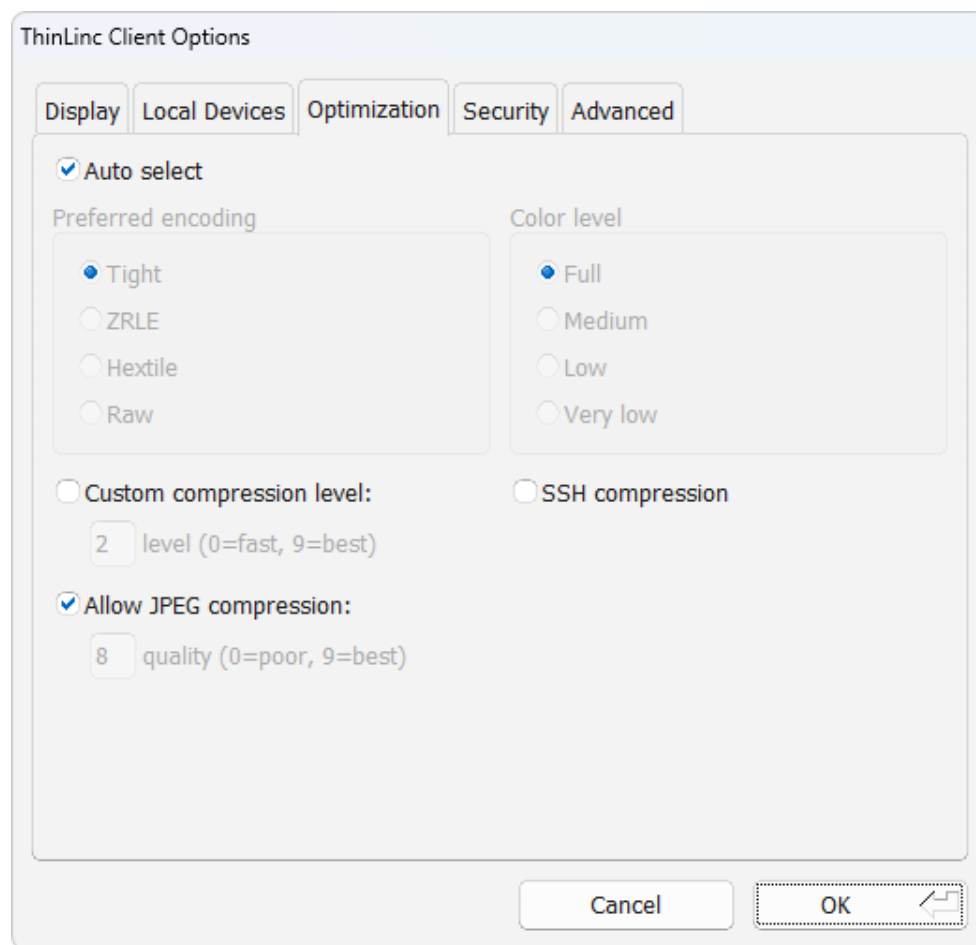 ThinLinc Client Options
Display Local Devices Optimization Security Advanced
Auto select
Preferred encoding
Tight
ZRLE
Hextile
Raw
Color level
Full
Medium
Low
Very low
Custom compression level:
2 level (0=fast, 9=best)
SSH compression
Allow JPEG compression:
8 quality (0=poor, 9=best)
Cancel OK